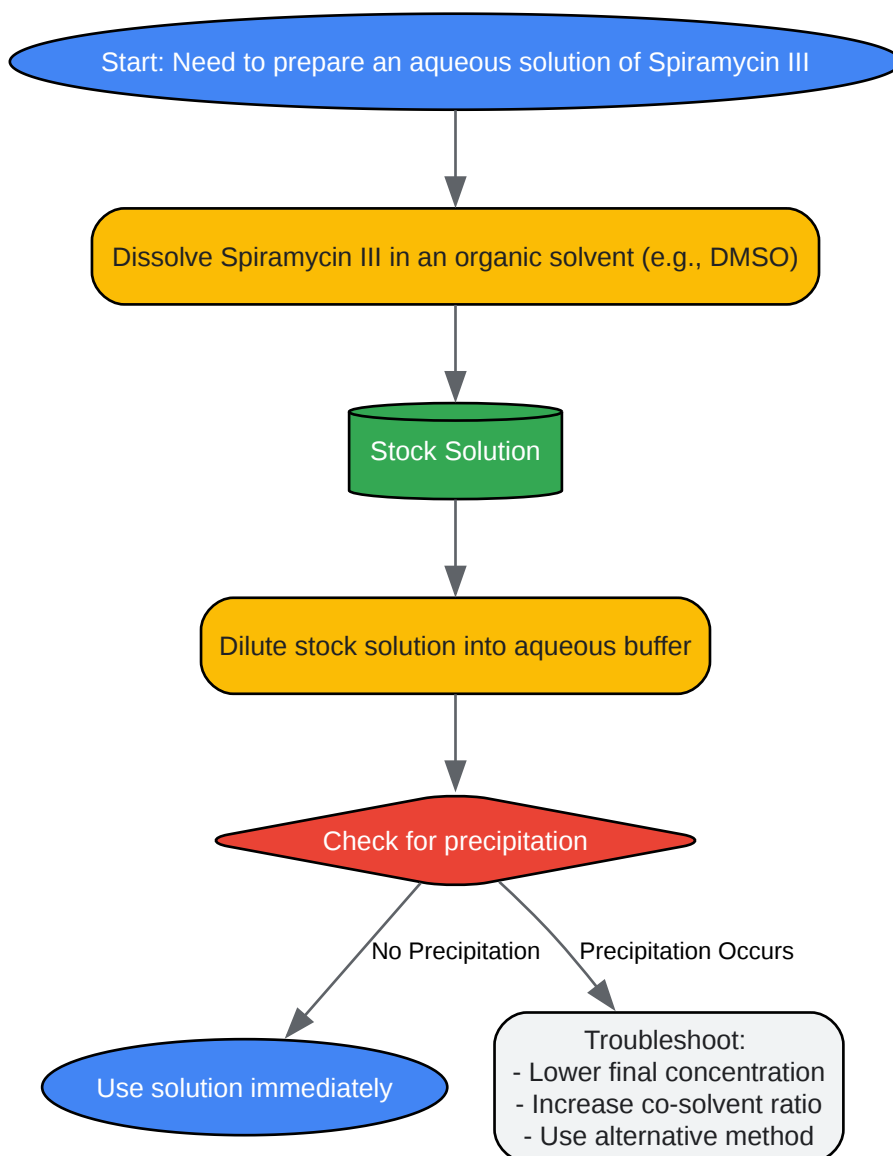 Start: Need to prepare an aqueous solution of Spiramycin III
Dissolve Spiramycin III in an organic solvent (e.g., DMSO)
Stock Solution
Dilute stock solution into aqueous buffer
Check for precipitation
No Precipitation
Precipitation Occurs
Use solution immediately
Troubleshoot:
- Lower final concentration
- Increase co-solvent ratio
- Use alternative method